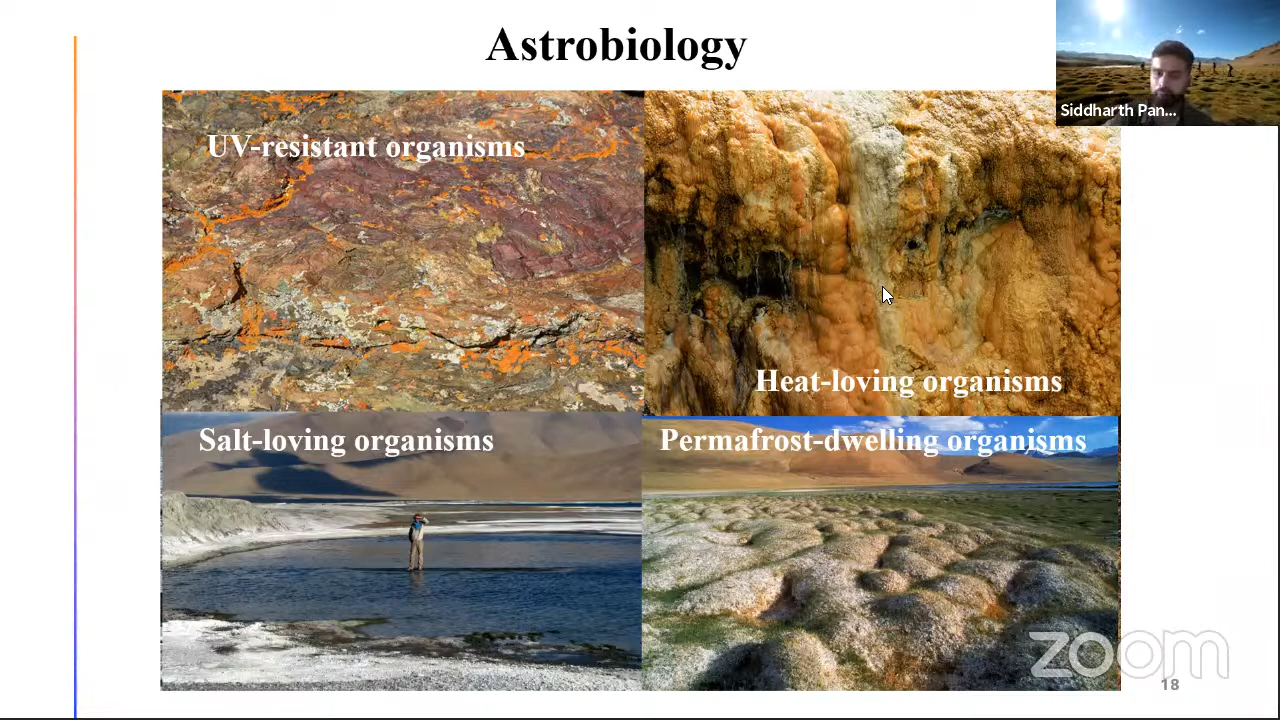 Astrobiology
Siddharth Pan...
UV-resistant organisms
Heat-loving organisms
Salt-loving organisms
Permafrost-dwelling organisms
zoom
18